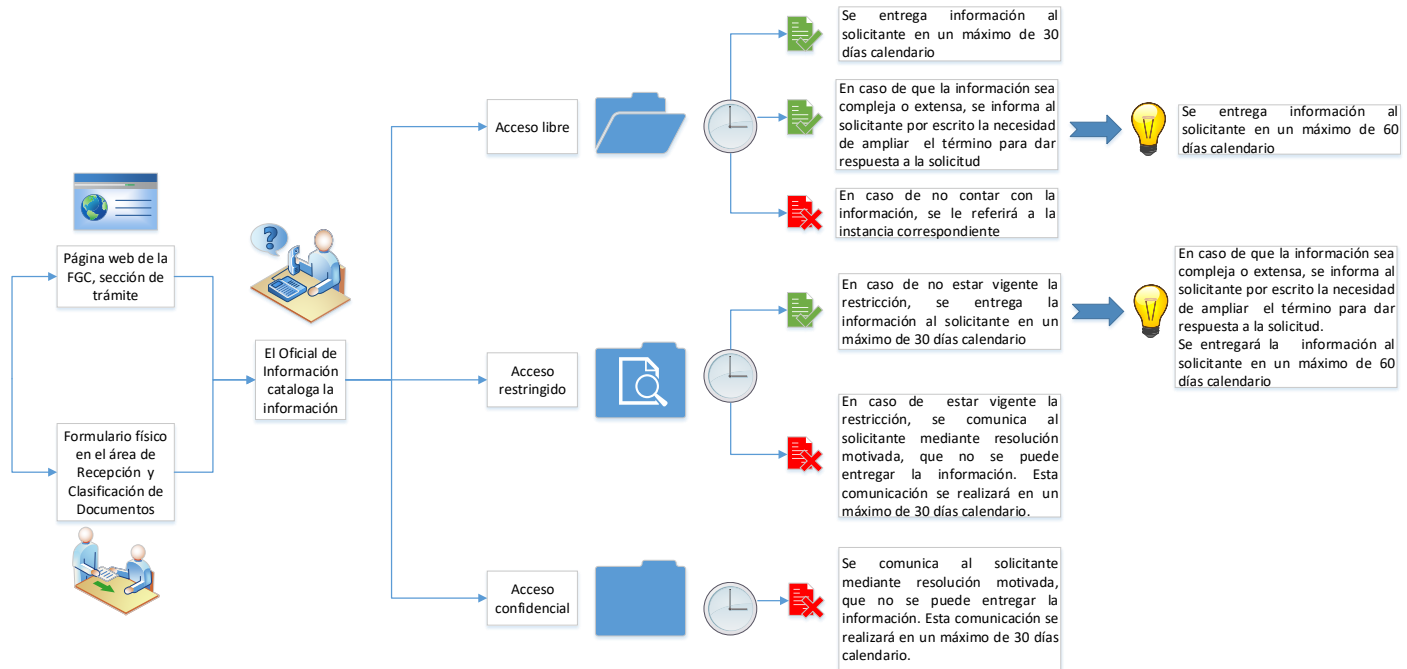 Página web de la
FGC, sección de
trámite
Formulario físico
en el área de
Recepción y
Clasificación de
Documentos
El Oficial de
Información
cataloga la
información
Acceso libre
Se entrega información al
solicitante en un máximo de 30
días calendario
En caso de que la información sea
compleja o extensa, se informa al
solicitante por escrito la necesidad
de ampliar el término para dar
respuesta a la solicitud
Se entrega información al
solicitante en un máximo de 60
días calendario
En caso de no contar con la
información, se le referirá a la
instancia correspondiente
Acceso
restringido
En caso de no estar vigente la
restricción, se entrega la
información al solicitante en un
máximo de 30 días calendario
En caso de que la información sea
compleja o extensa, se informa al
solicitante por escrito la necesidad
de ampliar el término para dar
respuesta a la solicitud.
Se entregará la información al
solicitante en un máximo de 60
días calendario
En caso de estar vigente la
restricción, se comunica al
solicitante mediante resolución
motivada, que no se puede
entregar la información. Esta
comunicación se realizará en un
máximo de 30 días calendario.
Acceso
confidencial
Se comunica al solicitante
mediante resolución motivada,
que no se puede entregar la
información. Esta comunicación se
realizará en un máximo de 30 días
calendario.